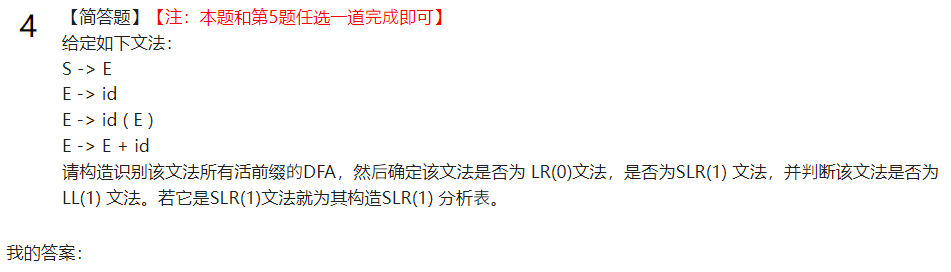 4 【简答题】【注：本题和第5题任选一道完成即可】
给定如下文法：
S -> E
E -> id
E -> id ( E )
E -> E + id
请构造识别该文法所有活前缀的DFA，然后确定该文法是否为 LR(0)文法，是否为SLR(1) 文法，并判断该文法是否为
LL(1) 文法。若它是SLR(1)文法就为其构造SLR(1) 分析表。
我的答案：